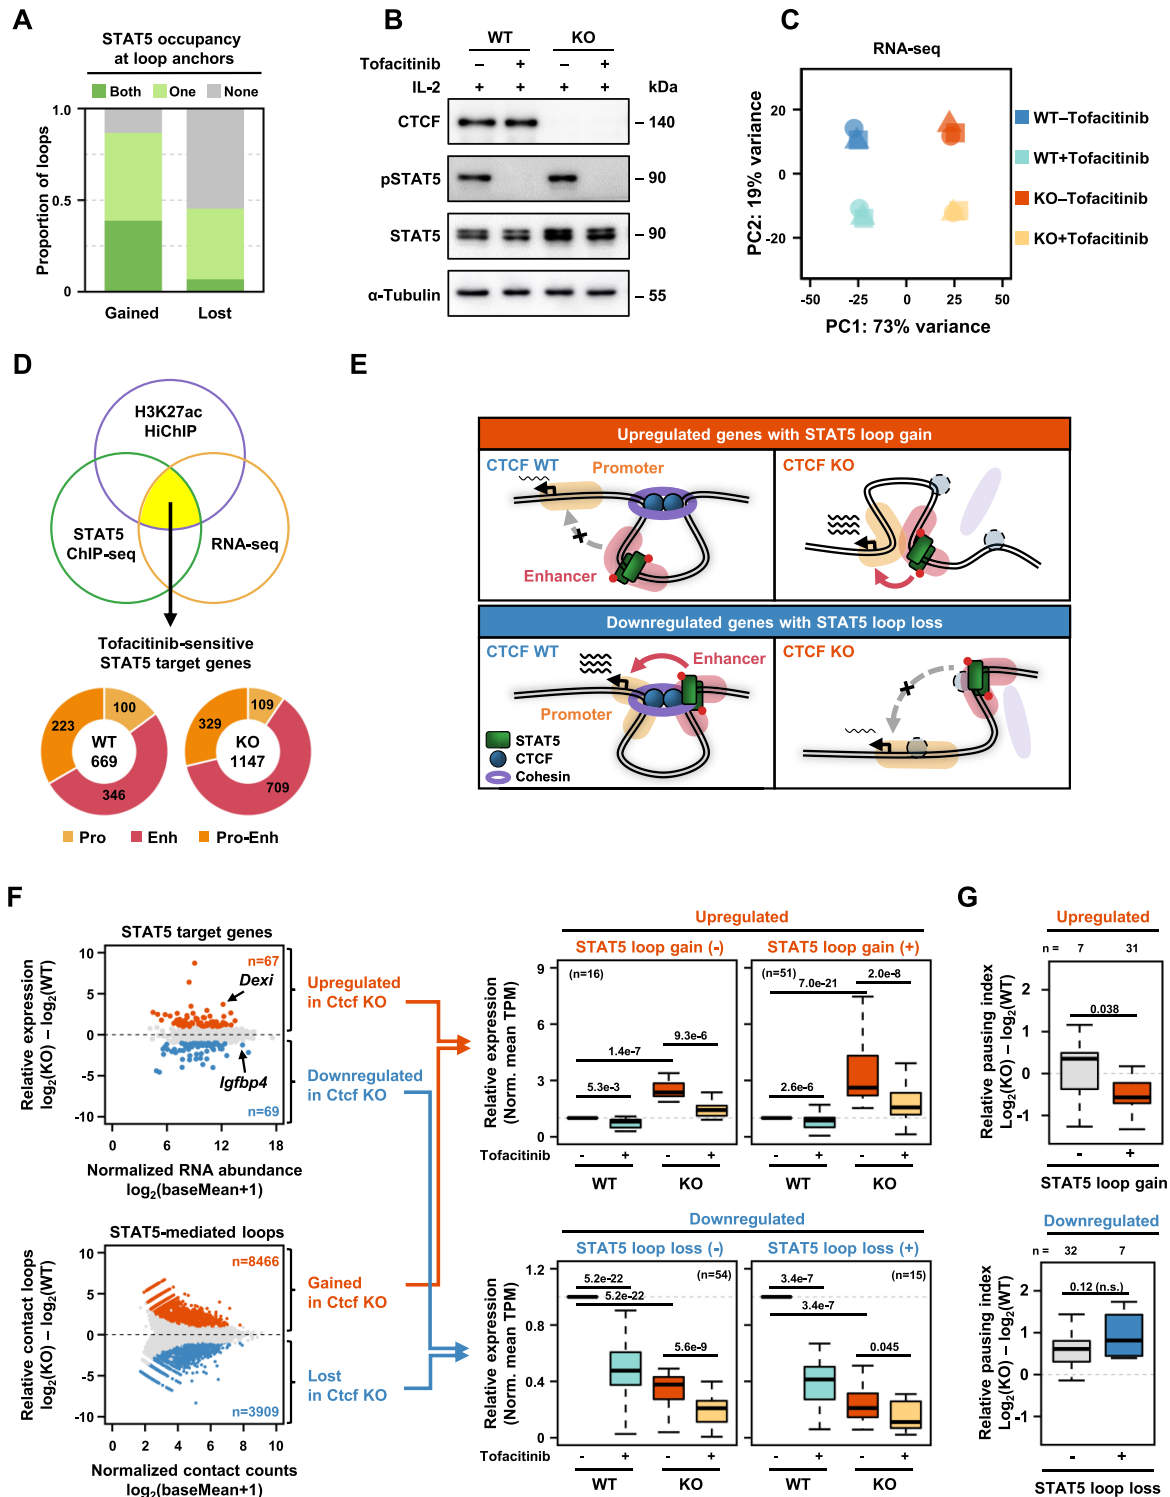 A
STAT5 occupancy
at loop anchors
Both One None
1.0
0.5
0
Proportion of loops
Gained Lost
B
WT KO
Tofacitinib – + – +
IL-2 + + + + kDa
CTCF – 140
pSTAT5 – 90
STAT5 – 90
α-Tubulin – 55
C
RNA-seq
PC2: 19% variance
20
0
-20
-50 -25 0 25 50
PC1: 73% variance
WT–Tofacitinib
WT+Tofacitinib
KO–Tofacitinib
KO+Tofacitinib
D
H3K27ac
HiChIP
STAT5
ChIP-seq
RNA-seq
Tofacitinib-sensitive
STAT5 target genes
100
223
WT
669
346
109
329
KO
1147
709
Pro Enh Pro-Enh
E
Upregulated genes with STAT5 loop gain
CTCF WT
Promoter
Enhancer
CTCF KO
Downregulated genes with STAT5 loop loss
CTCF WT
Enhancer
Promoter
STAT5
CTCF
Cohesin
CTCF KO
F
STAT5 target genes
Relative expression
log2(KO) – log2(WT)
10
5
0
-5
-10
n=67
Dexi
Igfbp4
n=69
0 6 12 18
Normalized RNA abundance
log2(baseMean+1)
Upregulated
in Ctcf KO
Downregulated
in Ctcf KO
STAT5-mediated loops
Relative contact loops
log2(KO) – log2(WT)
10
5
0
-5
-10
n=8466
n=3909
0 2 4 6 8 10
Normalized contact counts
log2(baseMean+1)
Gained
in Ctcf KO
Lost
in Ctcf KO
Upregulated
STAT5 loop gain (-) STAT5 loop gain (+)
Relative expression
(Norm. mean TPM)
9
6
3
0
(n=16)
5.3e-3
1.4e-7
9.3e-6
(n=51)
7.0e-21
2.0e-8
2.6e-6
Tofacitinib - + - + - + - +
WT KO WT KO
Downregulated
STAT5 loop loss (-) STAT5 loop loss (+)
Relative expression
(Norm. mean TPM)
1.2
0.8
0.4
0
5.2e-22
5.2e-22
(n=54)
5.6e-9
3.4e-7
3.4e-7
(n=15)
0.045
Tofacitinib - + - + - + - +
WT KO WT KO
G
Upregulated
n = 7 31
Relative pausing index
Log2(KO) – log2(WT)
1
0
-1
0.038
- +
STAT5 loop gain
Downregulated
n = 32 7
Relative pausing index
Log2(KO) – log2(WT)
2
1
0
-1
0.12 (n.s.)
- +
STAT5 loop loss